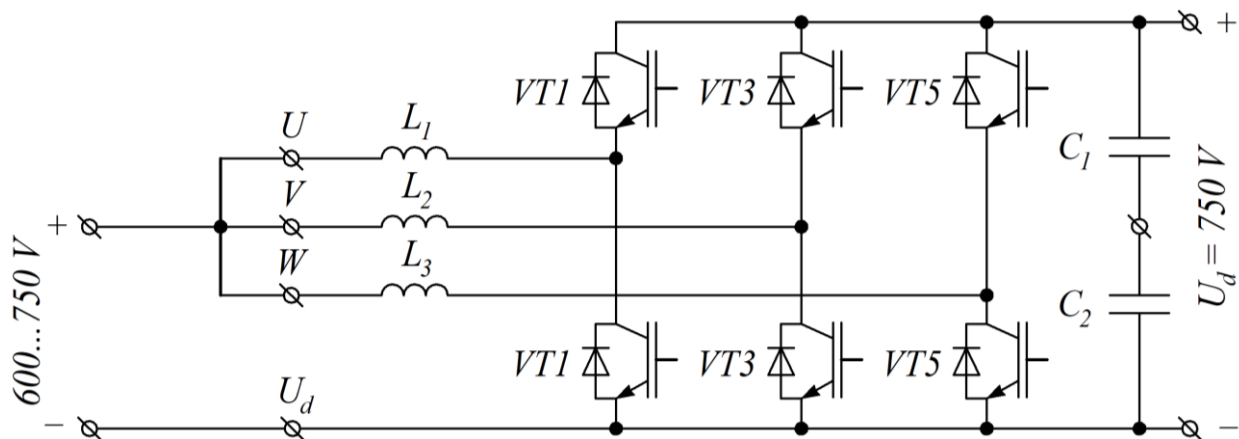 +
VT1
VT3
VT5
U
L1
C1
V
L2
+
W
L3
600...750 V
Ud = 750 V
C2
VT1
VT3
VT5
Ud
−
−